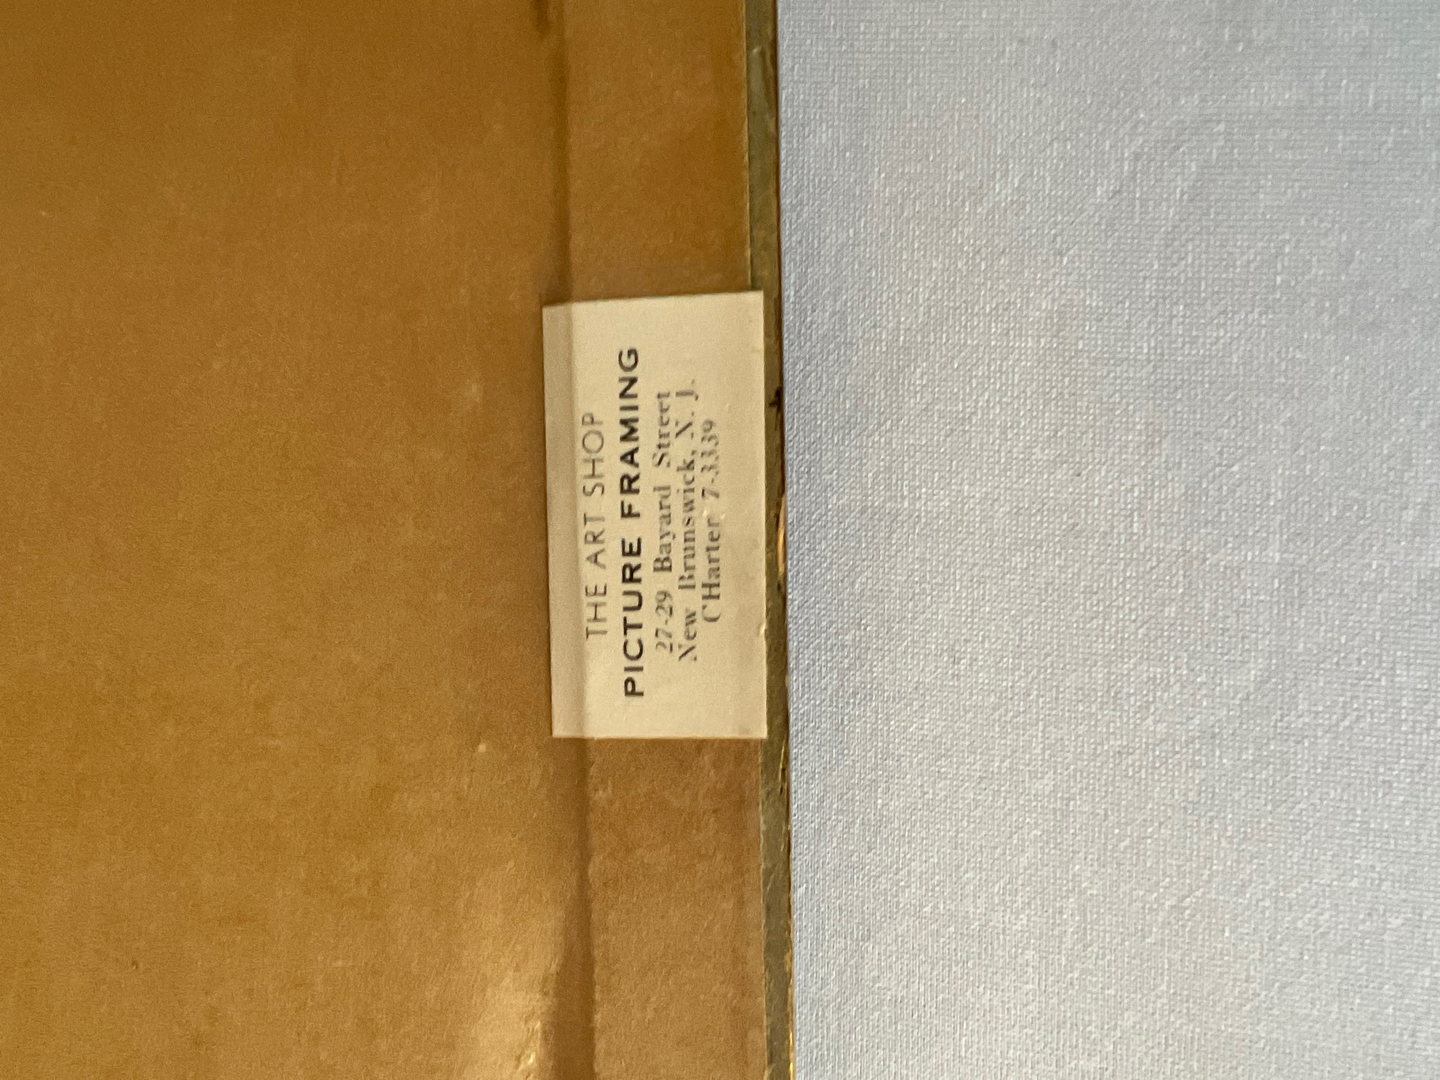 THE ART SHOP
PICTURE FRAMING
27-29 Bayard Street
New Brunswick, N. J.
CHarter 7-3339